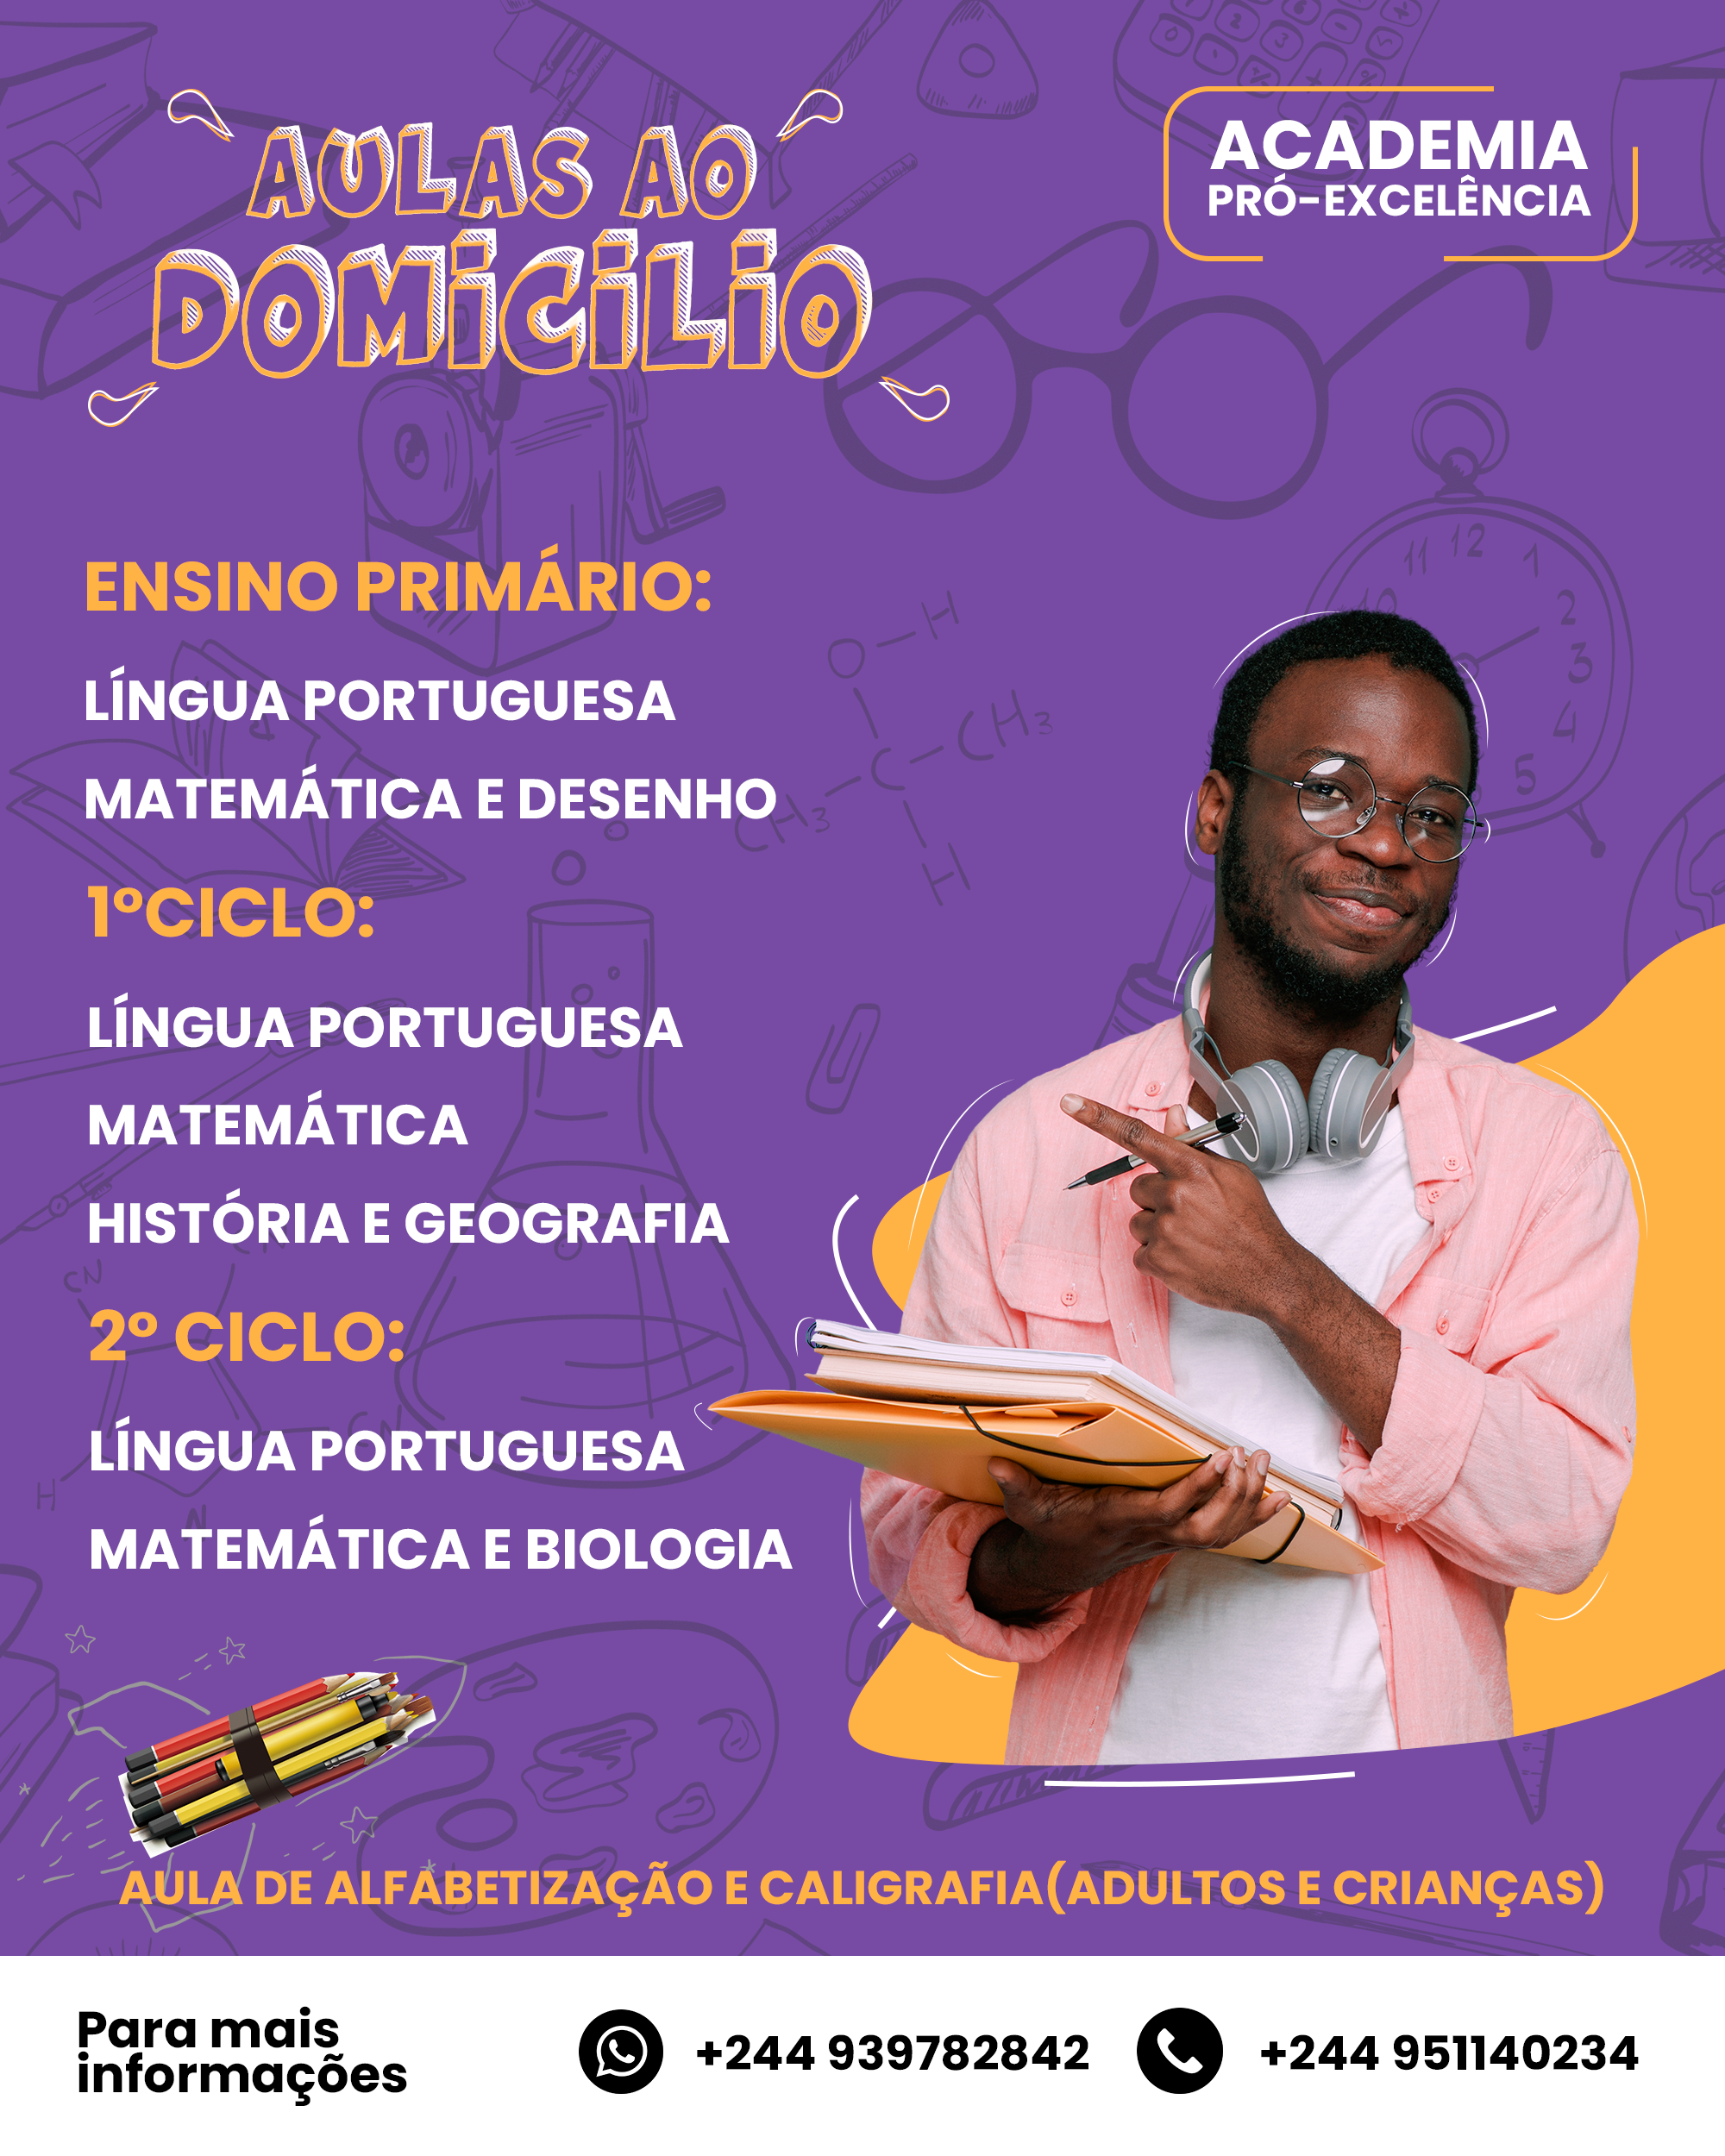 AULAS AO
DOMiCiLiO
ACADEMIA
PRÓ-EXCELÊNCIA
ENSINO PRIMÁRIO:
LÍNGUA PORTUGUESA
MATEMÁTICA E DESENHO
1ºCICLO:
LÍNGUA PORTUGUESA
MATEMÁTICA
HISTÓRIA E GEOGRAFIA
2º CICLO:
LÍNGUA PORTUGUESA
MATEMÁTICA E BIOLOGIA
AULA DE ALFABETIZAÇÃO E CALIGRAFIA(ADULTOS E CRIANÇAS)
Para mais
informações
+244 939782842
+244 951140234